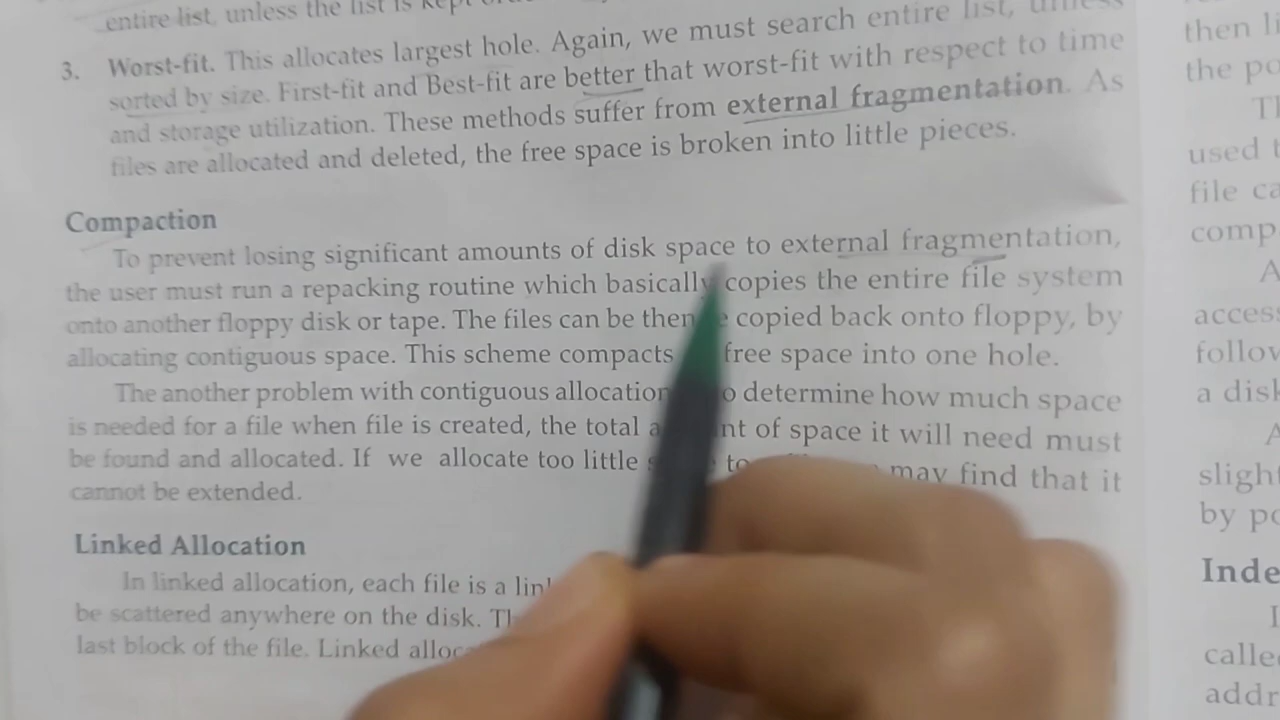 entire list, unless the list is kept
3. Worst-fit. This allocates largest hole. Again, we must search entire list, unless
sorted by size. First-fit and Best-fit are better that worst-fit with respect to time
and storage utilization. These methods suffer from external fragmentation. As
files are allocated and deleted, the free space is broken into little pieces.
Compaction
To prevent losing significant amounts of disk space to external fragmentation,
the user must run a repacking routine which basically copies the entire file system
onto another floppy disk or tape. The files can be then copied back onto floppy, by
allocating contiguous space. This scheme compacts free space into one hole.
The another problem with contiguous allocation determine how much space
is needed for a file when file is created, the total of space it will need must
be found and allocated. If we allocate too little may find that it
cannot be extended.
Linked Allocation
In linked allocation, each file is a
be scattered anywhere on the disk.
last block of the file. Linked
then
the
used
file
comp
access
follow
a disk
by
Inde